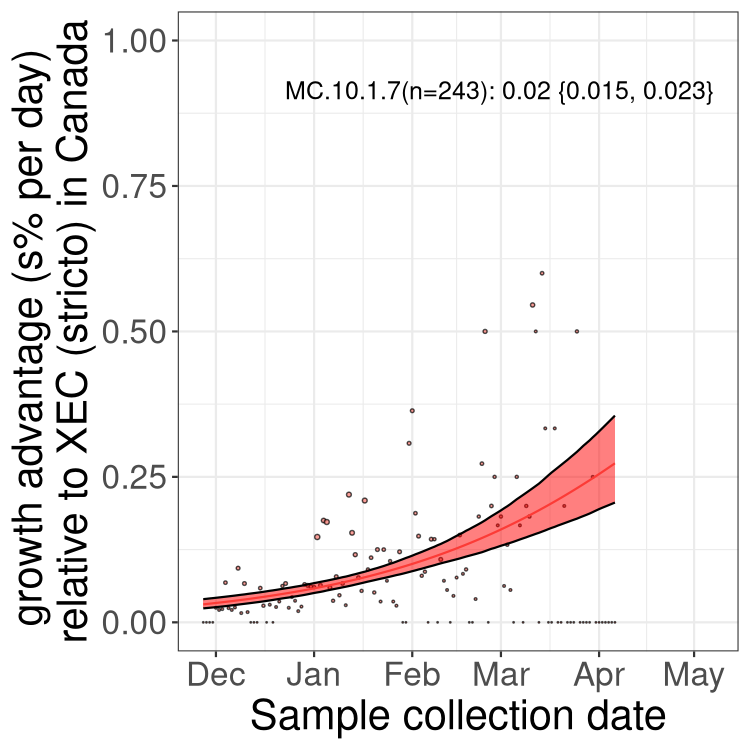 growth advantage (s% per day)
relative to XEC (stricto) in Canada
1.00
0.75
0.50
0.25
0.00
MC.10.1.7(n=243): 0.02 {0.015, 0.023}
Dec Jan Feb Mar Apr May
Sample collection date